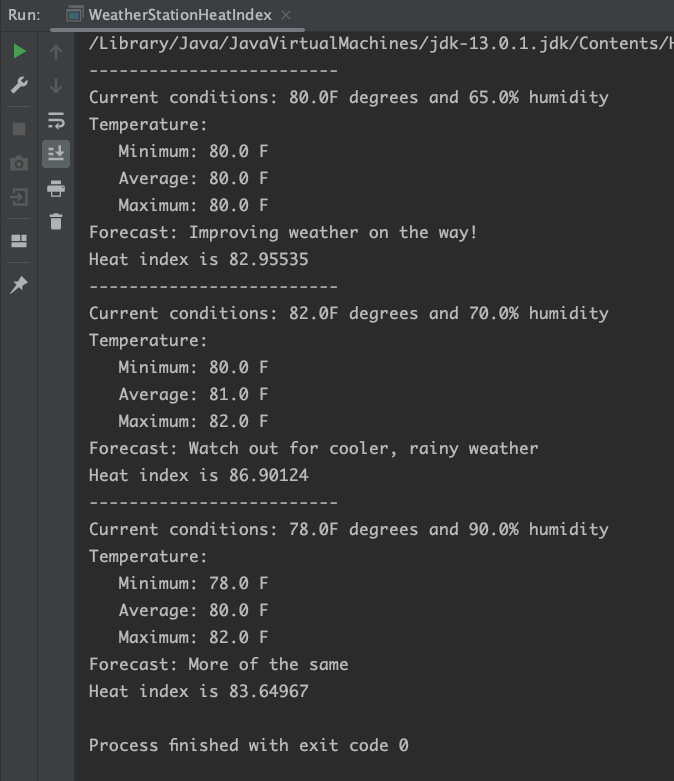 Run: WeatherStationHeatIndex
/Library/Java/JavaVirtualMachines/jdk-13.0.1.jdk/Contents/
-------------------------
Current conditions: 80.0F degrees and 65.0% humidity
Temperature:
   Minimum: 80.0 F
   Average: 80.0 F
   Maximum: 80.0 F
Forecast: Improving weather on the way!
Heat index is 82.95535
-------------------------
Current conditions: 82.0F degrees and 70.0% humidity
Temperature:
   Minimum: 80.0 F
   Average: 81.0 F
   Maximum: 82.0 F
Forecast: Watch out for cooler, rainy weather
Heat index is 86.90124
-------------------------
Current conditions: 78.0F degrees and 90.0% humidity
Temperature:
   Minimum: 78.0 F
   Average: 80.0 F
   Maximum: 82.0 F
Forecast: More of the same
Heat index is 83.64967

Process finished with exit code 0